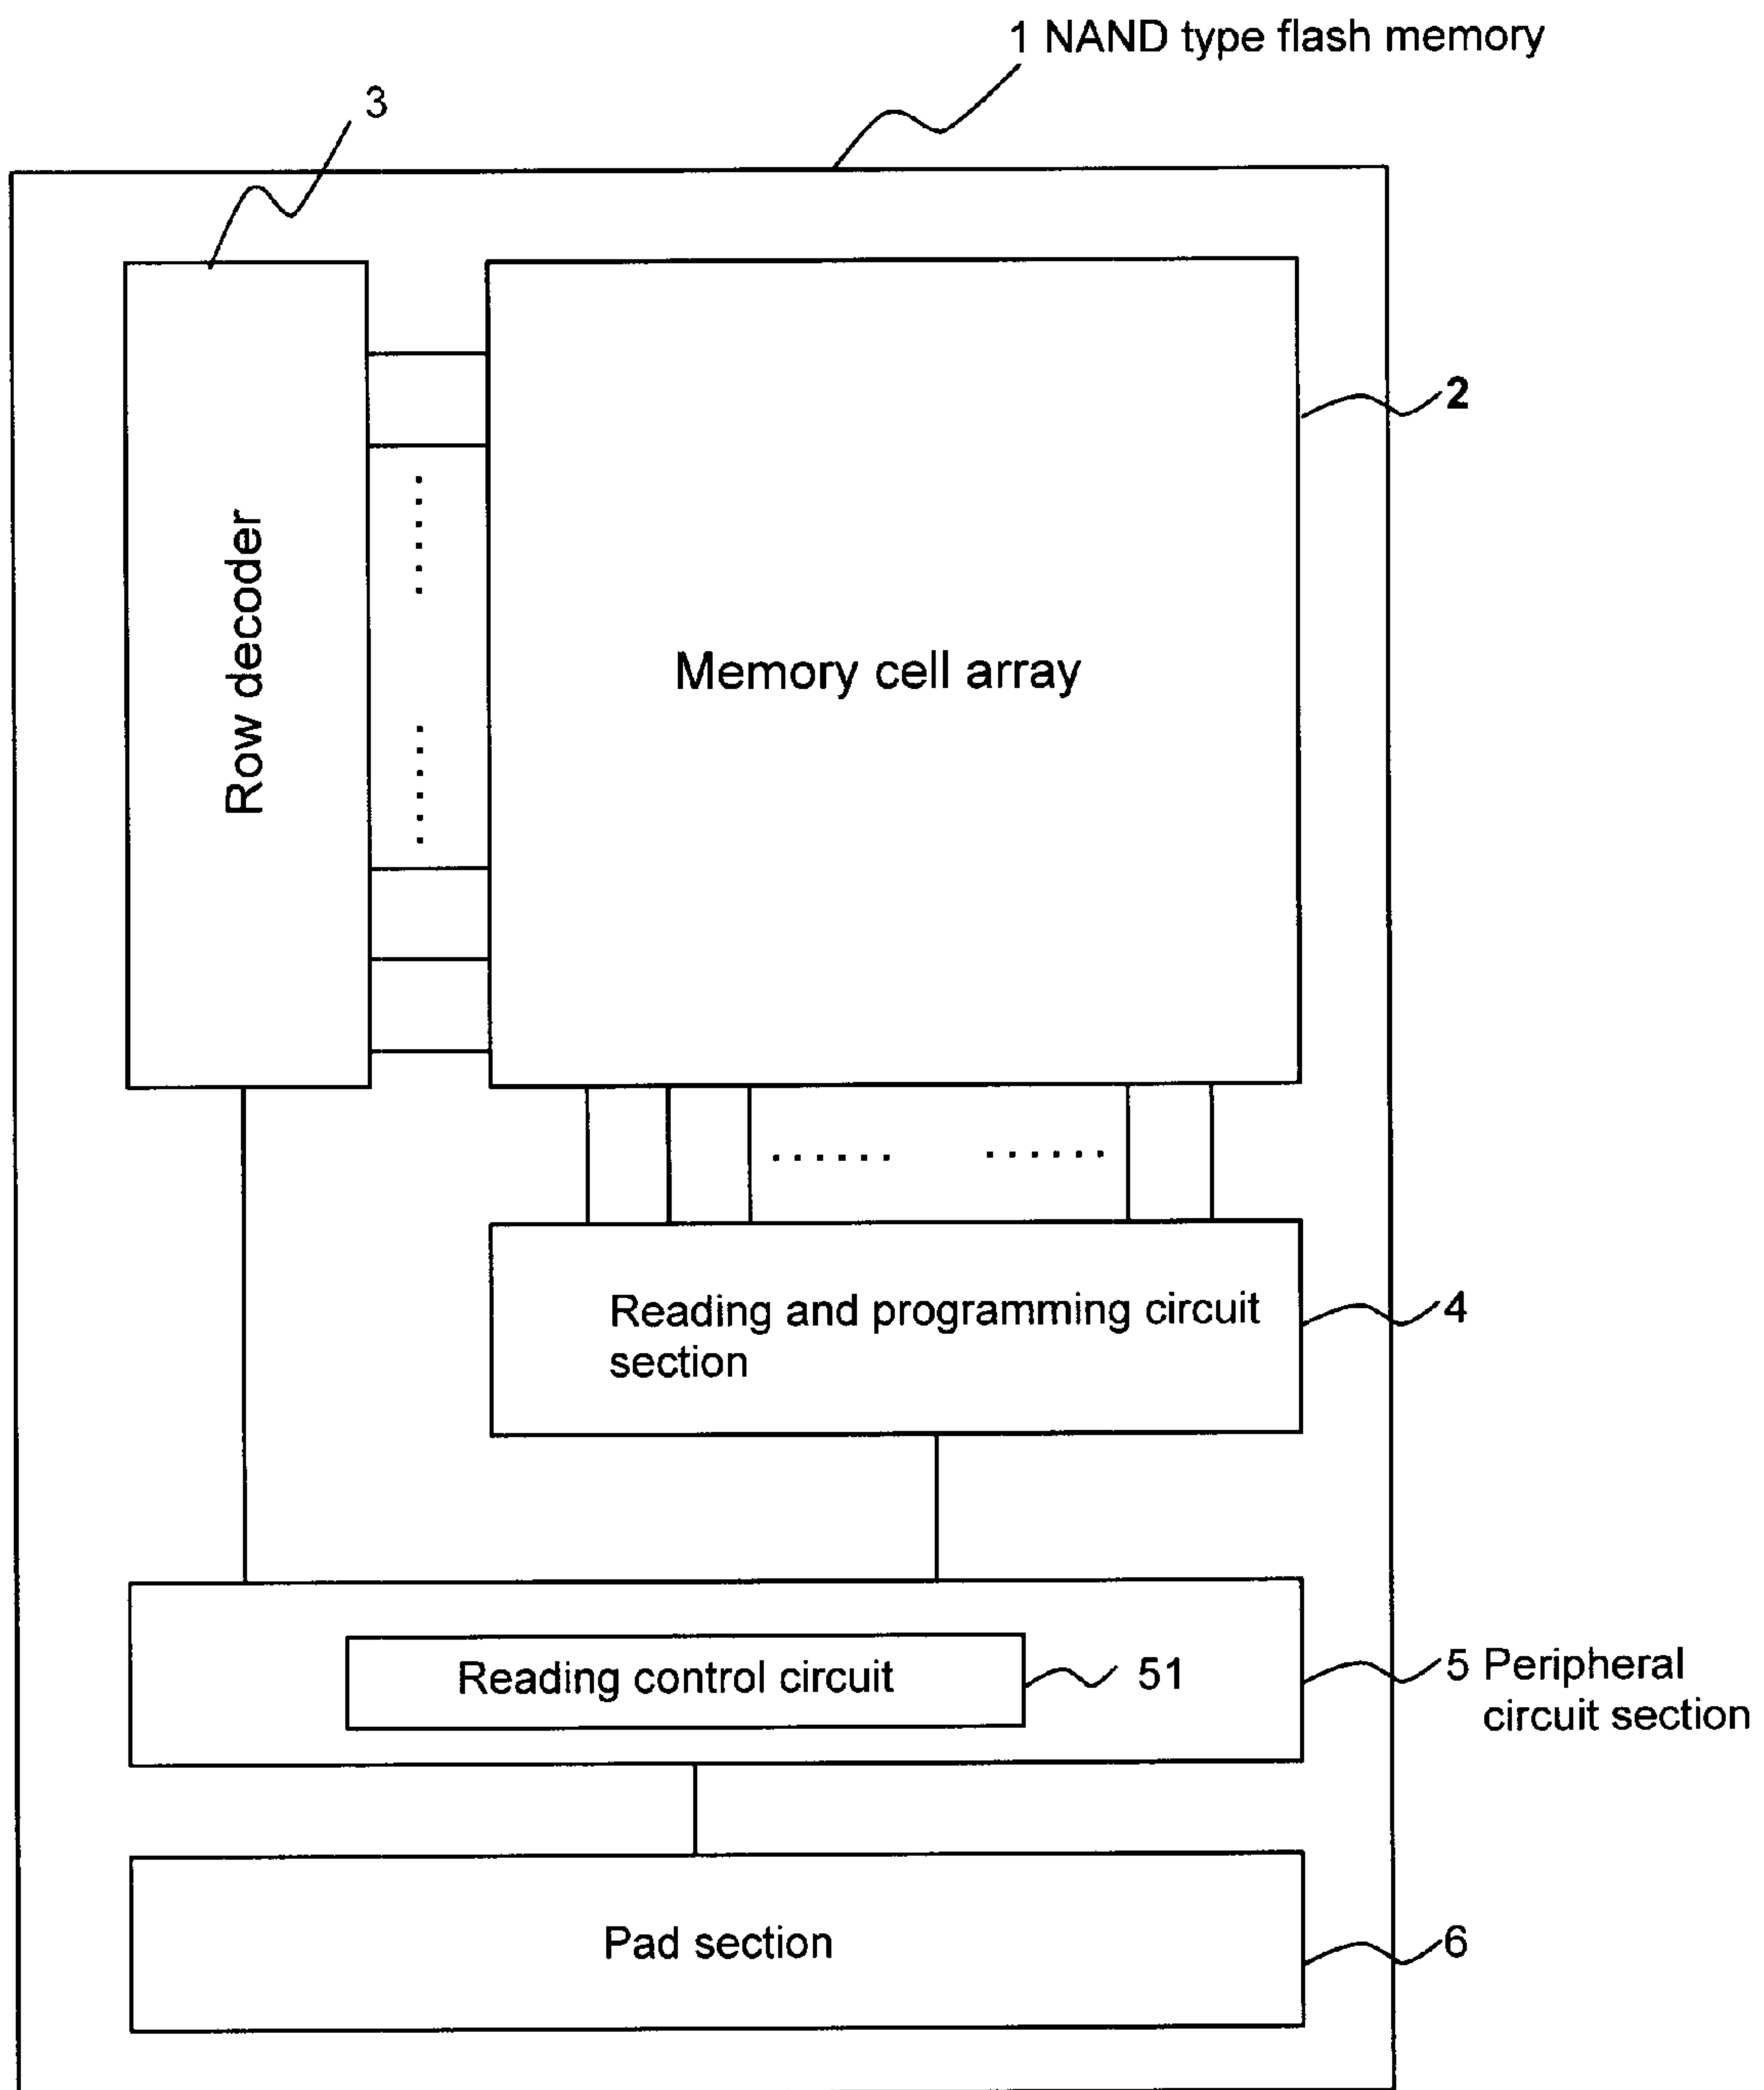 1 NAND type flash memory
3
2
Row decoder
Memory cell array
Reading and programming circuit
section
4
Reading control circuit
51
5 Peripheral
circuit section
Pad section
6